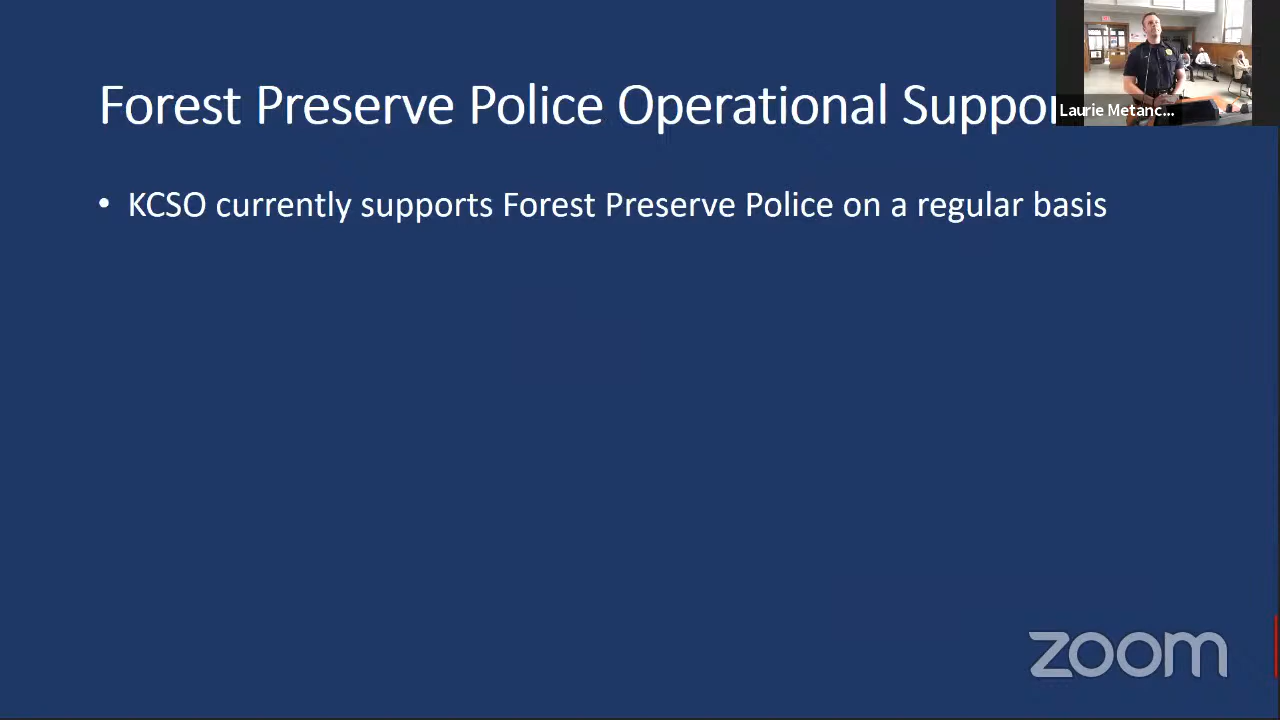 Forest Preserve Police Operational Suppor
Laurie Metanc...
• KCSO currently supports Forest Preserve Police on a regular basis
zoom